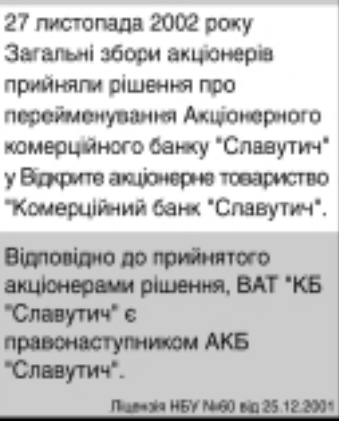 27 листопада 2002 року
Загальні збори акціонерів
прийняли рішення про
перейменування Акціонерного
комерційного банку "Славутич"
у Відкрите акціонерне товариство
"Комерційний банк "Славутич".
Відповідно до прийнятого
акціонерами рішення, ВАТ "КБ
"Славутич" є
правонаступником АКБ
"Славутич".
Ліцензія НБУ №60 від 25.12.2001